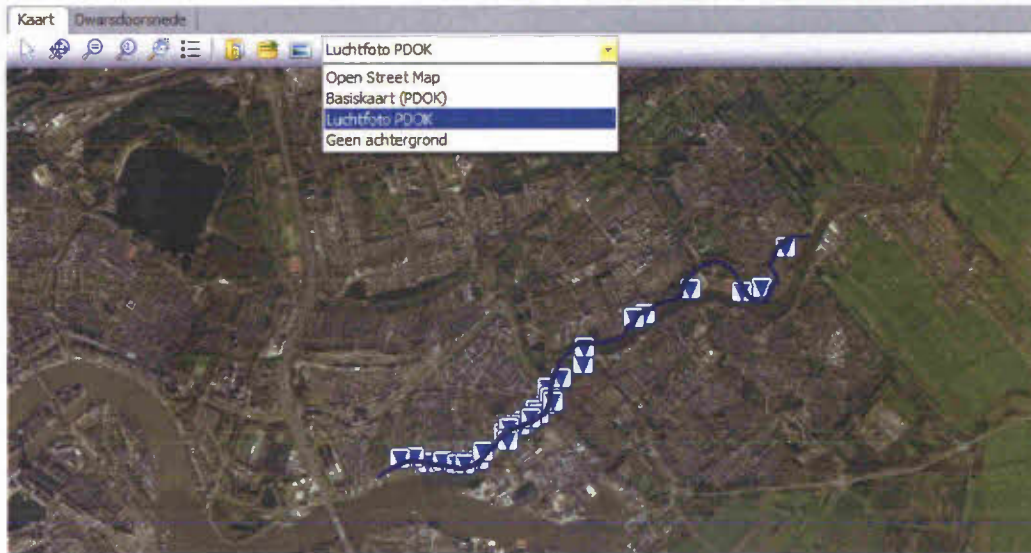 Kaart Dwarsdoorsnede
Luchtfoto PDOK
Open Street Map
Basiskaart (PDOK)
Luchtfoto PDOK
Geen achtergrond